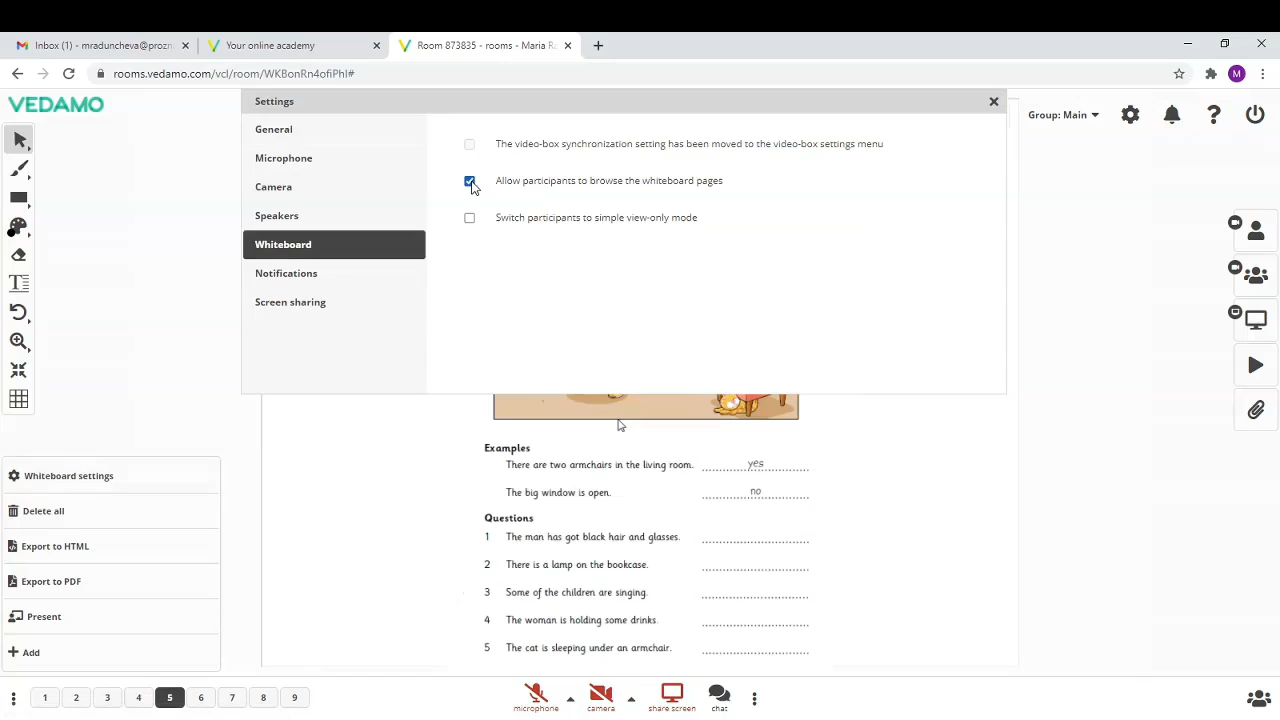 Inbox (1) - mraduncheva@prozn
Your online academy
Room 873835 - rooms - Maria R
rooms.vedamo.com/vcl/room/WKBonRn4ofiPhI#
M
VEDAMO
Settings
Group: Main
General
Microphone
Camera
Speakers
Whiteboard
Notifications
Screen sharing
The video-box synchronization setting has been moved to the video-box settings menu
Allow participants to browse the whiteboard pages
Switch participants to simple view-only mode
Examples
There are two armchairs in the living room. yes
The big window is open. no
Questions
1 The man has got black hair and glasses.
2 There is a lamp on the bookcase.
3 Some of the children are singing.
4 The woman is holding some drinks.
5 The cat is sleeping under an armchair.
Whiteboard settings
Delete all
Export to HTML
Export to PDF
Present
Add
1 2 3 4 5 6 7 8 9
microphone camera share screen chat